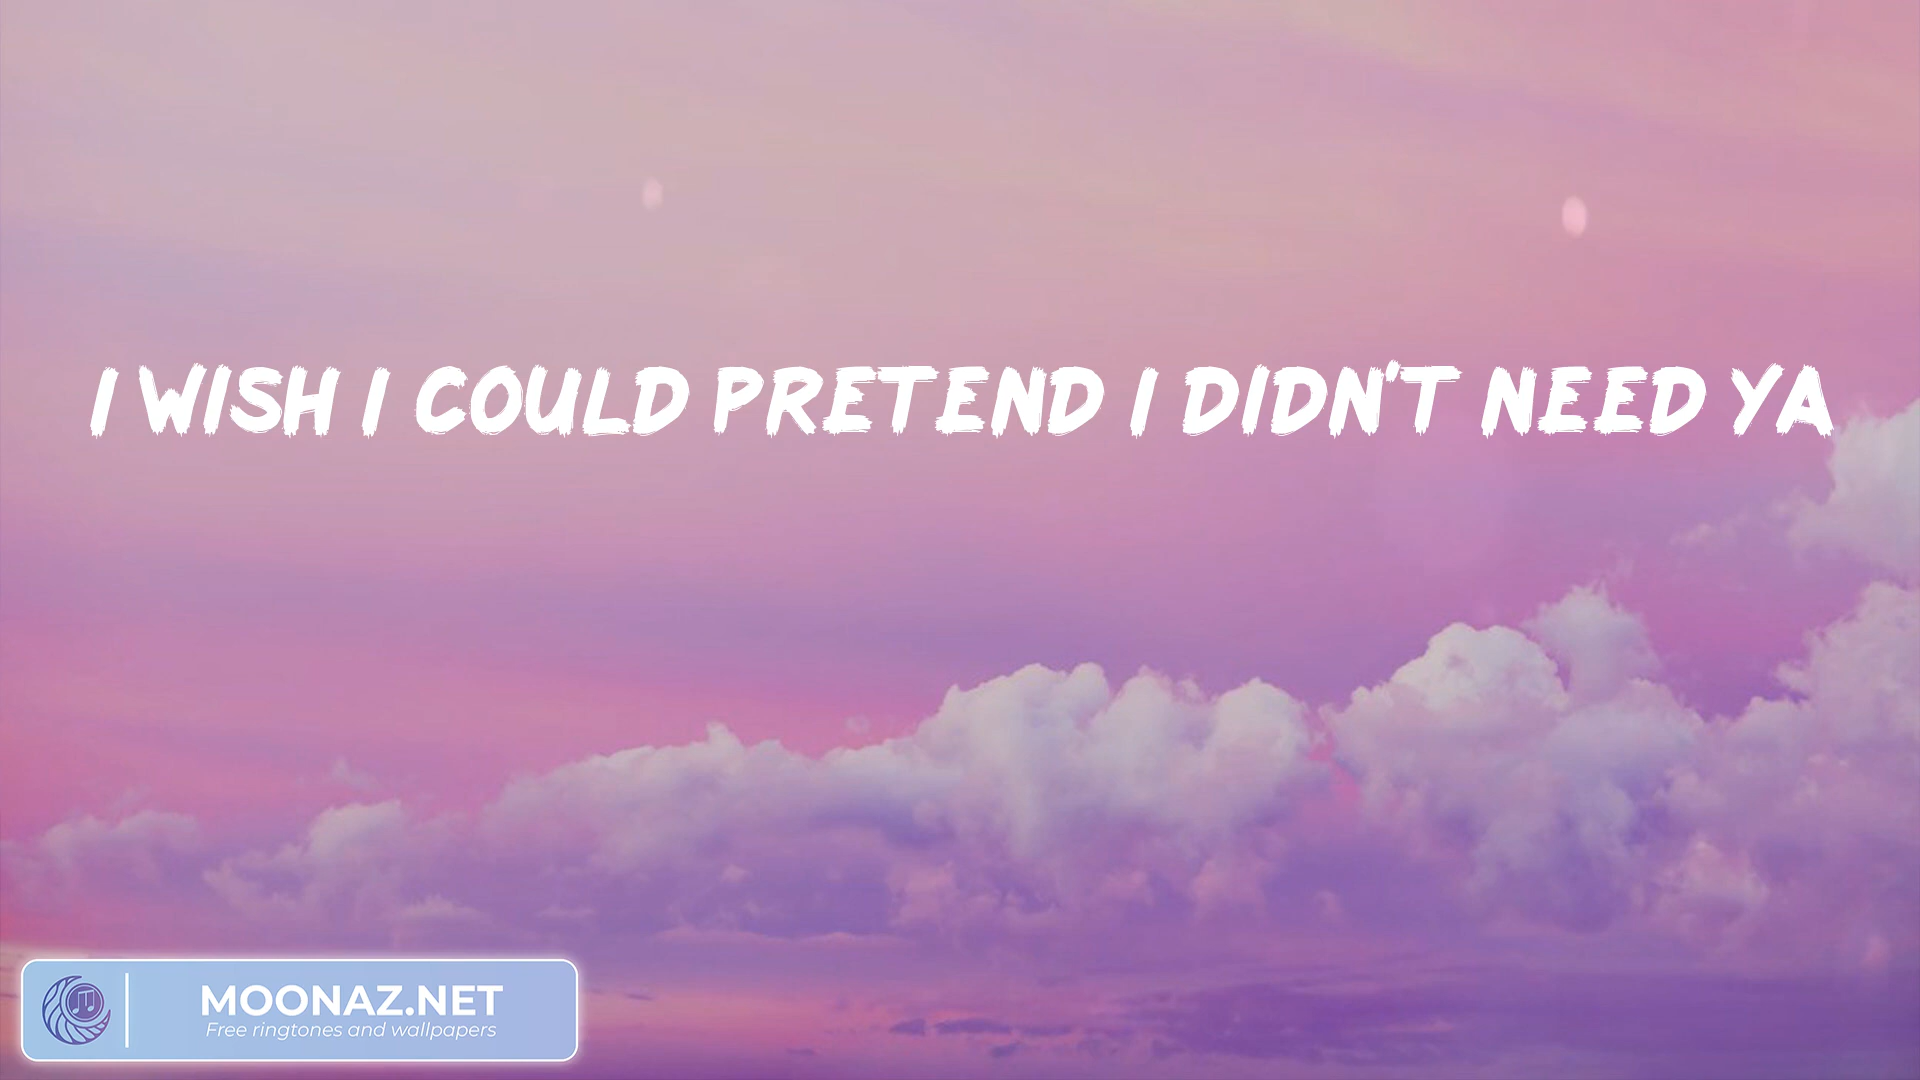 I WISH I COULD PRETEND I DIDN'T NEED YA
MOONAZ.NET
Free ringtones and wallpapers